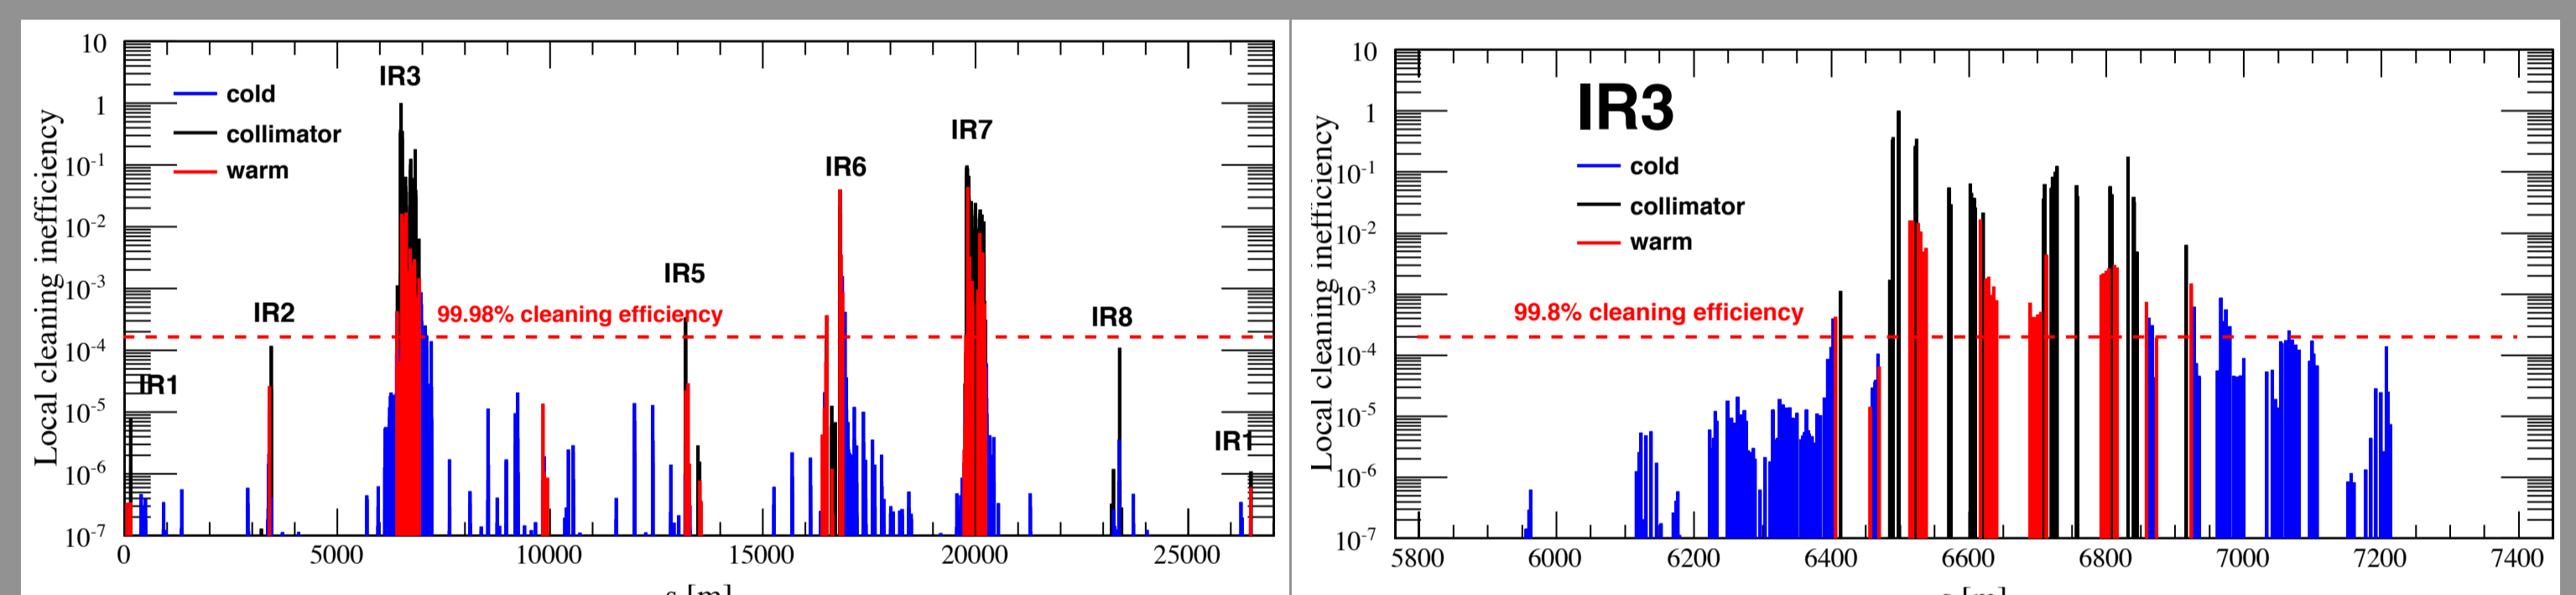 10
1
10-1
10-2
10-3
10-4
10-5
10-6
10-7
Local cleaning inefficiency
cold
collimator
warm
IR3
IR7
IR6
IR5
IR2
99.98% cleaning efficiency
IR8
IR1
IR1
0 5000 10000 15000 20000 25000
s [m]
10
1
10-1
10-2
10-3
10-4
10-5
10-6
10-7
Local cleaning inefficiency
IR3
cold
collimator
warm
99.8% cleaning efficiency
5800 6000 6200 6400 6600 6800 7000 7200 7400
s [m]